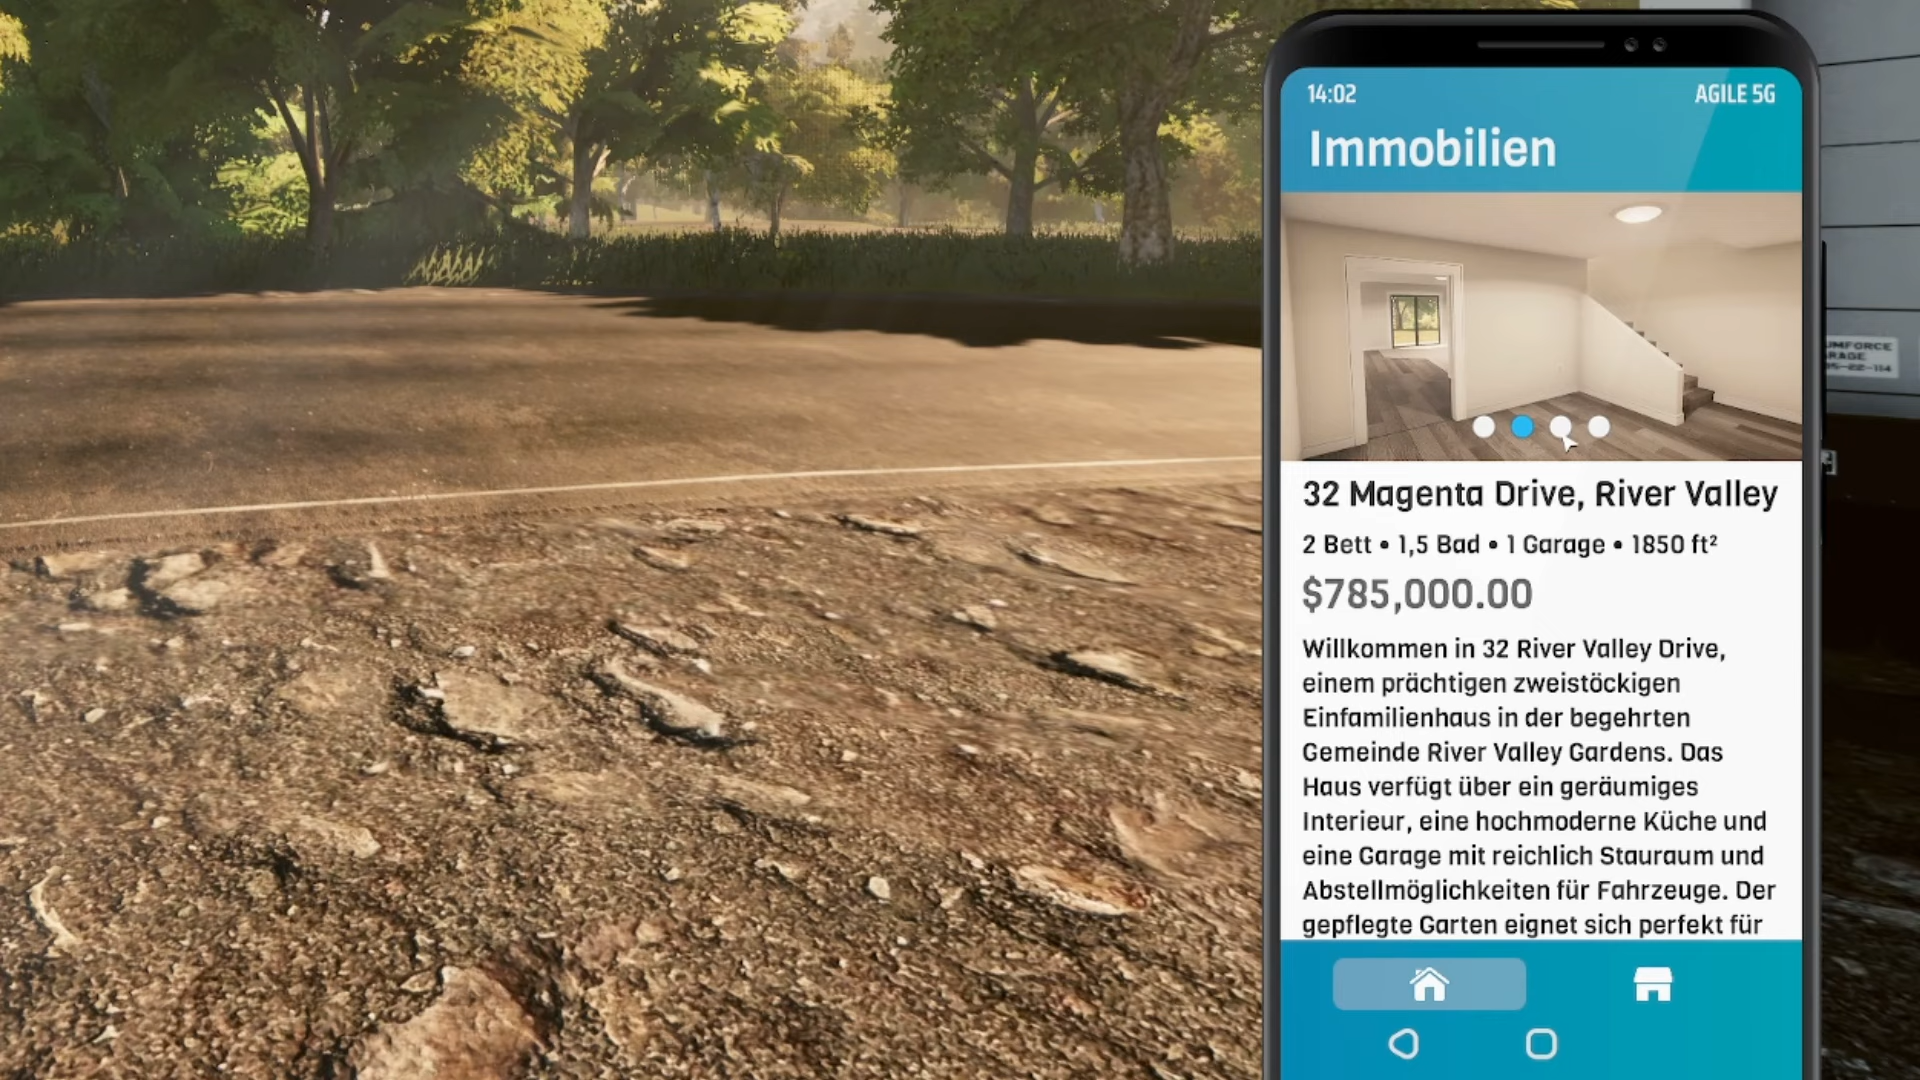 14:02 AGILE 5G
Immobilien
32 Magenta Drive, River Valley
2 Bett • 1,5 Bad • 1 Garage • 1850 ft²
$785,000.00
Willkommen in 32 River Valley Drive,
einem prächtigen zweistöckigen
Einfamilienhaus in der begehrten
Gemeinde River Valley Gardens. Das
Haus verfügt über ein geräumiges
Interieur, eine hochmoderne Küche und
eine Garage mit reichlich Stauraum und
Abstellmöglichkeiten für Fahrzeuge. Der
gepflegte Garten eignet sich perfekt für